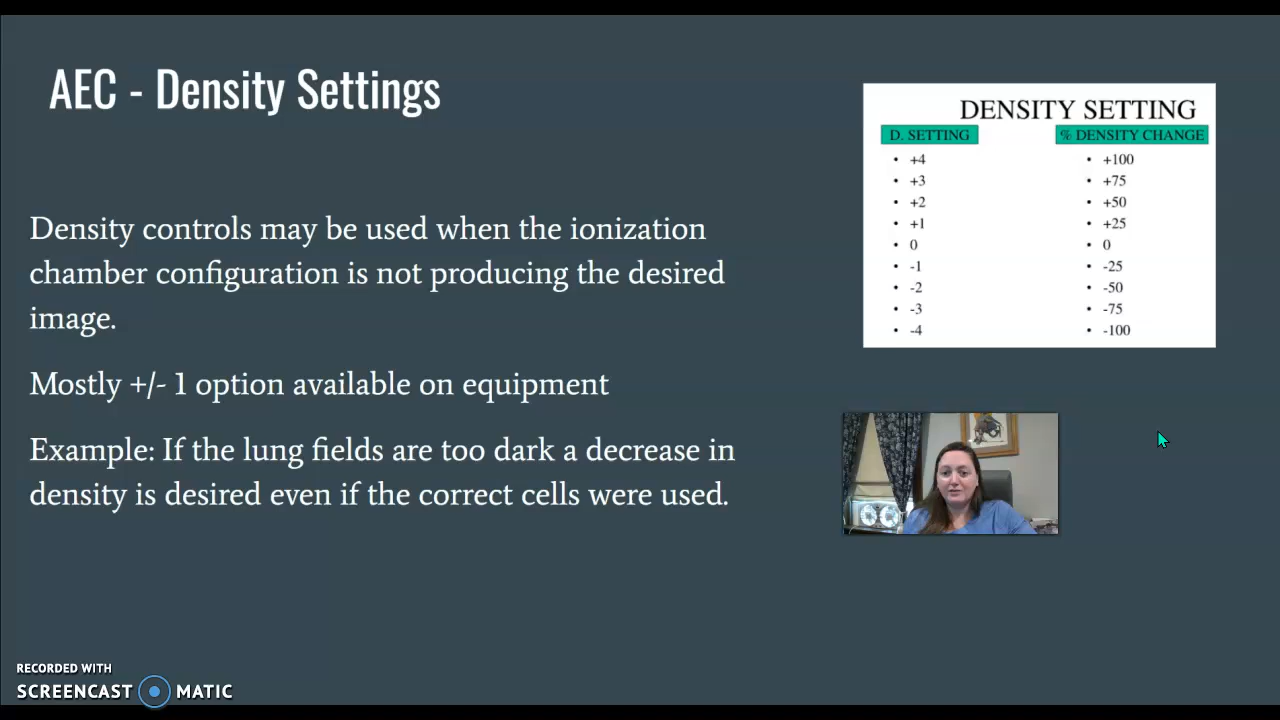 AEC - Density Settings
Density controls may be used when the ionization
chamber configuration is not producing the desired
image.
Mostly +/- 1 option available on equipment
Example: If the lung fields are too dark a decrease in
density is desired even if the correct cells were used.
DENSITY SETTING
D. SETTING % DENSITY CHANGE
• +4 • +100
• +3 • +75
• +2 • +50
• +1 • +25
• 0 • 0
• -1 • -25
• -2 • -50
• -3 • -75
• -4 • -100
RECORDED WITH
SCREENCAST MATIC